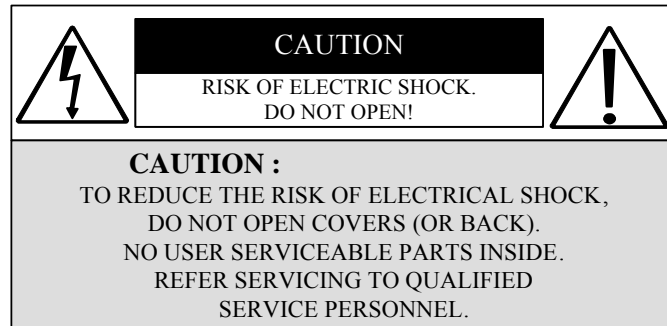 CAUTION
RISK OF ELECTRIC SHOCK.
DO NOT OPEN!
CAUTION :
TO REDUCE THE RISK OF ELECTRICAL SHOCK,
DO NOT OPEN COVERS (OR BACK).
NO USER SERVICEABLE PARTS INSIDE.
REFER SERVICING TO QUALIFIED
SERVICE PERSONNEL.